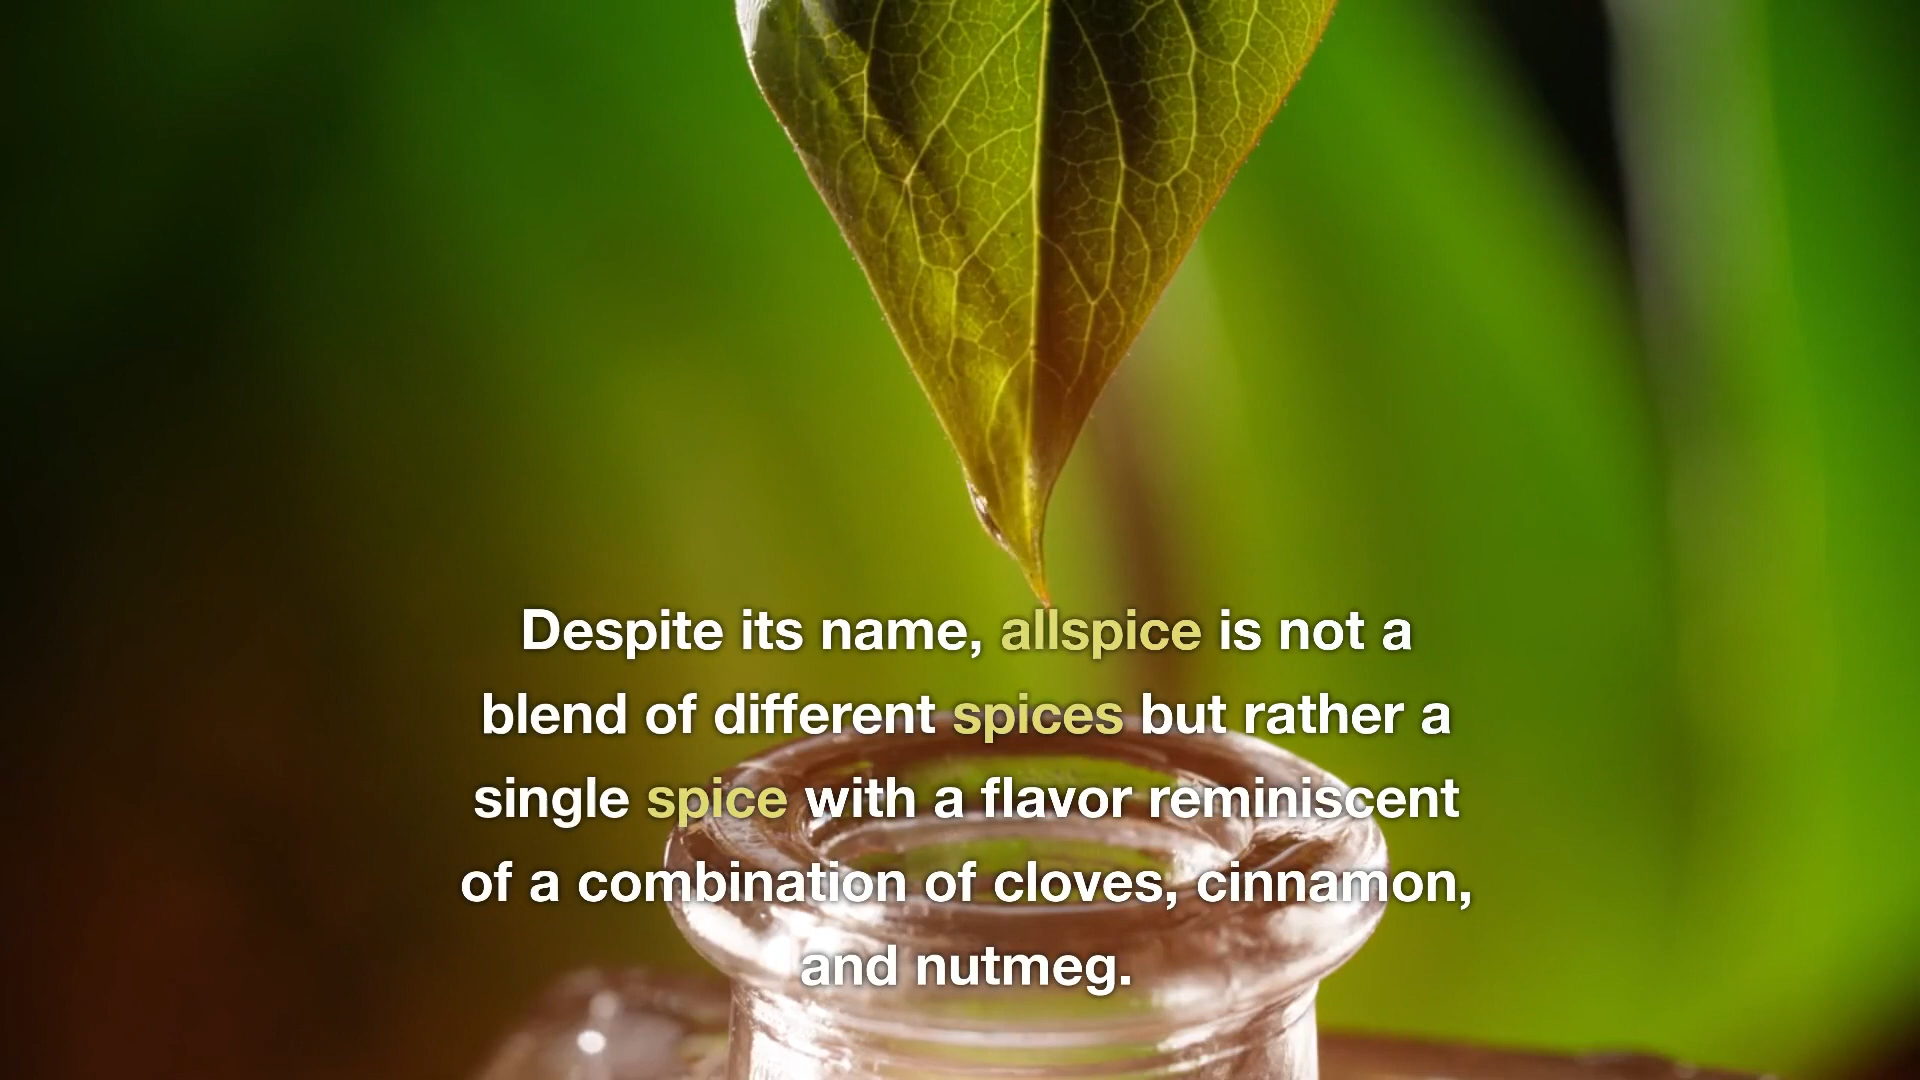 Despite its name, allspice is not a
blend of different spices but rather a
single spice with a flavor reminiscent
of a combination of cloves, cinnamon,
and nutmeg.